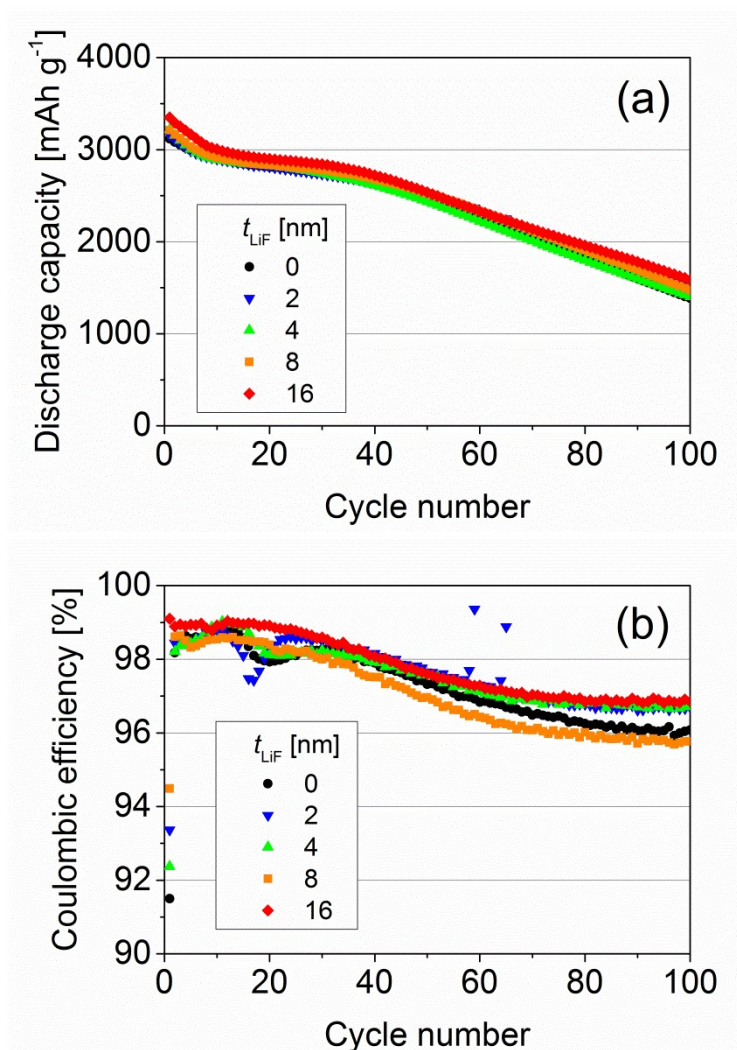 (a)
Discharge capacity [mAh g⁻¹]
4000
3000
2000
1000
0
t_LiF [nm]
0
2
4
8
16
0 20 40 60 80 100
Cycle number
(b)
Coulombic efficiency [%]
100
98
96
94
92
90
t_LiF [nm]
0
2
4
8
16
0 20 40 60 80 100
Cycle number